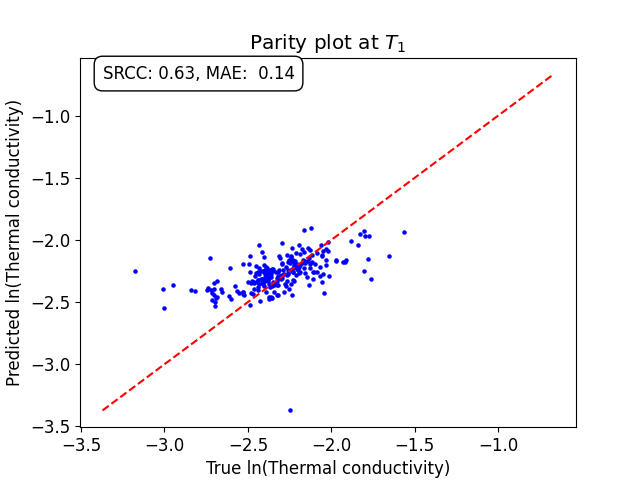 Parity plot at T₁
SRCC: 0.63, MAE:  0.14
Predicted ln(Thermal conductivity)
−1.0
−1.5
−2.0
−2.5
−3.0
−3.5
−3.5 −3.0 −2.5 −2.0 −1.5 −1.0
True ln(Thermal conductivity)